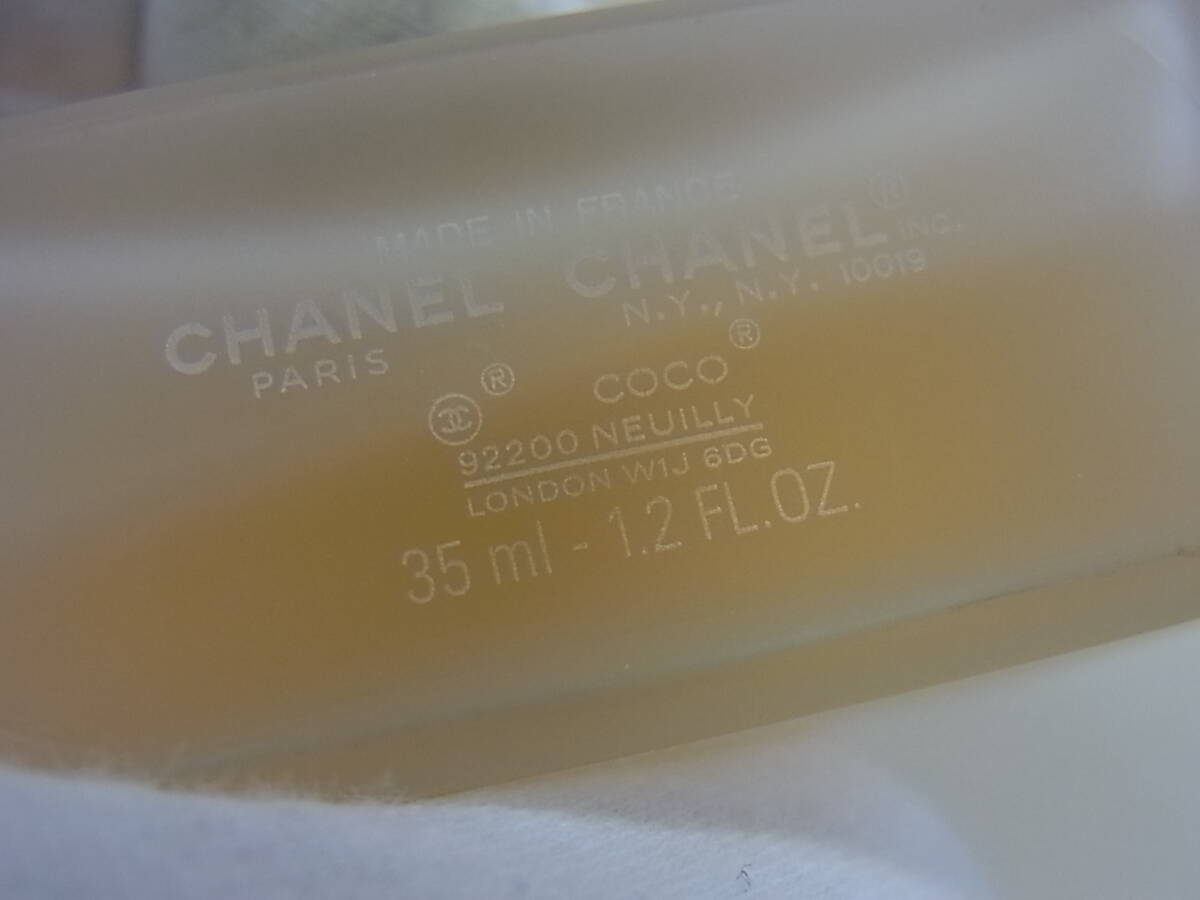 MADE IN FRANCE
CHANEL CHANEL® INC.
PARIS N.Y., N.Y. 10019
® COCO®
92200 NEUILLY
LONDON W1J 6DG
35 ml - 1.2 FL.OZ.